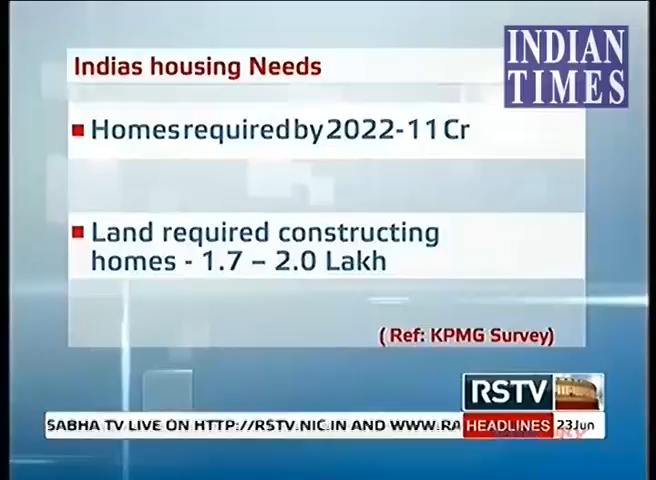 INDIAN
TIMES
Indias housing Needs
Homes required by 2022-11 Cr
Land required constructing
homes - 1.7 – 2.0 Lakh
( Ref: KPMG Survey)
RSTV
SABHA TV LIVE ON HTTP://RSTV.NIC.IN AND WWW.RA
HEADLINES
23Jun